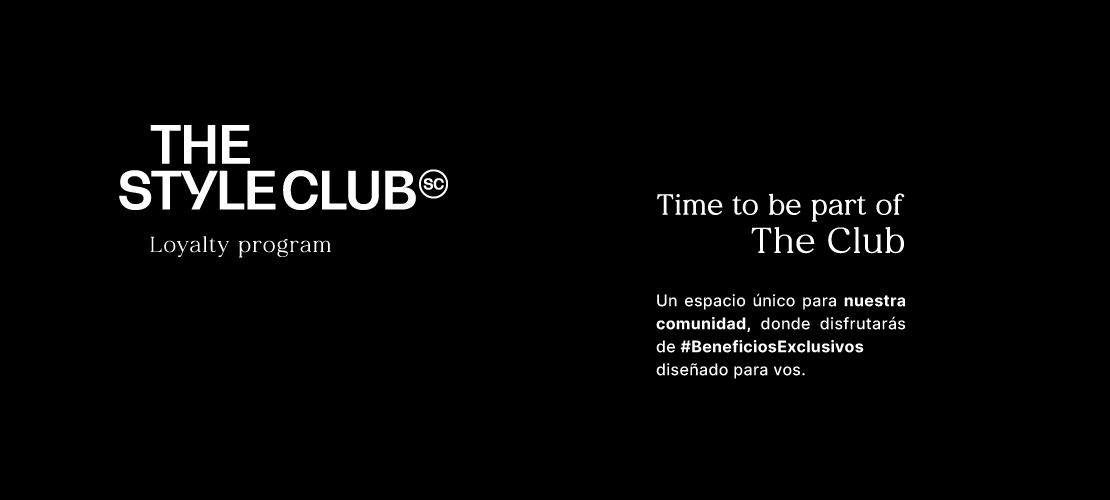 THE
STYLE CLUB SC
Loyalty program
Time to be part of
The Club
Un espacio único para nuestra
comunidad, donde disfrutarás
de #BeneficiosExclusivos
diseñado para vos.